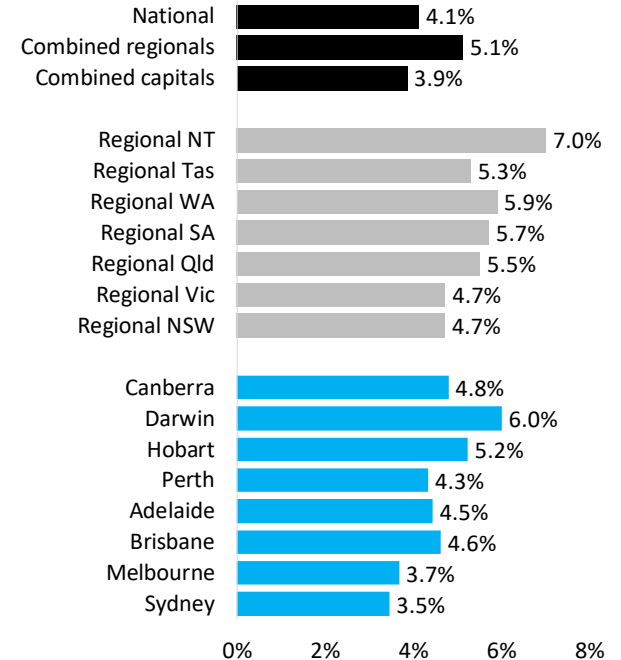 National 4.1%
Combined regionals 5.1%
Combined capitals 3.9%
Regional NT 7.0%
Regional Tas 5.3%
Regional WA 5.9%
Regional SA 5.7%
Regional Qld 5.5%
Regional Vic 4.7%
Regional NSW 4.7%
Canberra 4.8%
Darwin 6.0%
Hobart 5.2%
Perth 4.3%
Adelaide 4.5%
Brisbane 4.6%
Melbourne 3.7%
Sydney 3.5%
0% 2% 4% 6% 8%